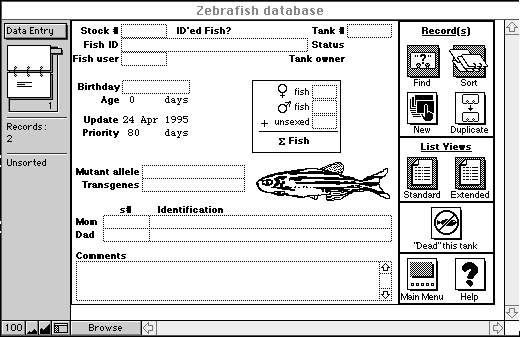 Zebrafish database
Data Entry
1
Records:
2
Unsorted
Stock # ID'ed Fish? Tank #
Fish ID Status
Fish user Tank owner
Birthday
Age 0 days
Update 24 Apr 1995
Priority 80 days
♀ fish
♂ fish
+ unsexed
Σ Fish
Mutant allele
Transgenes
s# Identification
Mom
Dad
Comments
Record(s)
"?"
Find Sort
New Duplicate
List Views
Standard Extended
"Dead" this tank
?
Main Menu Help
100 Browse